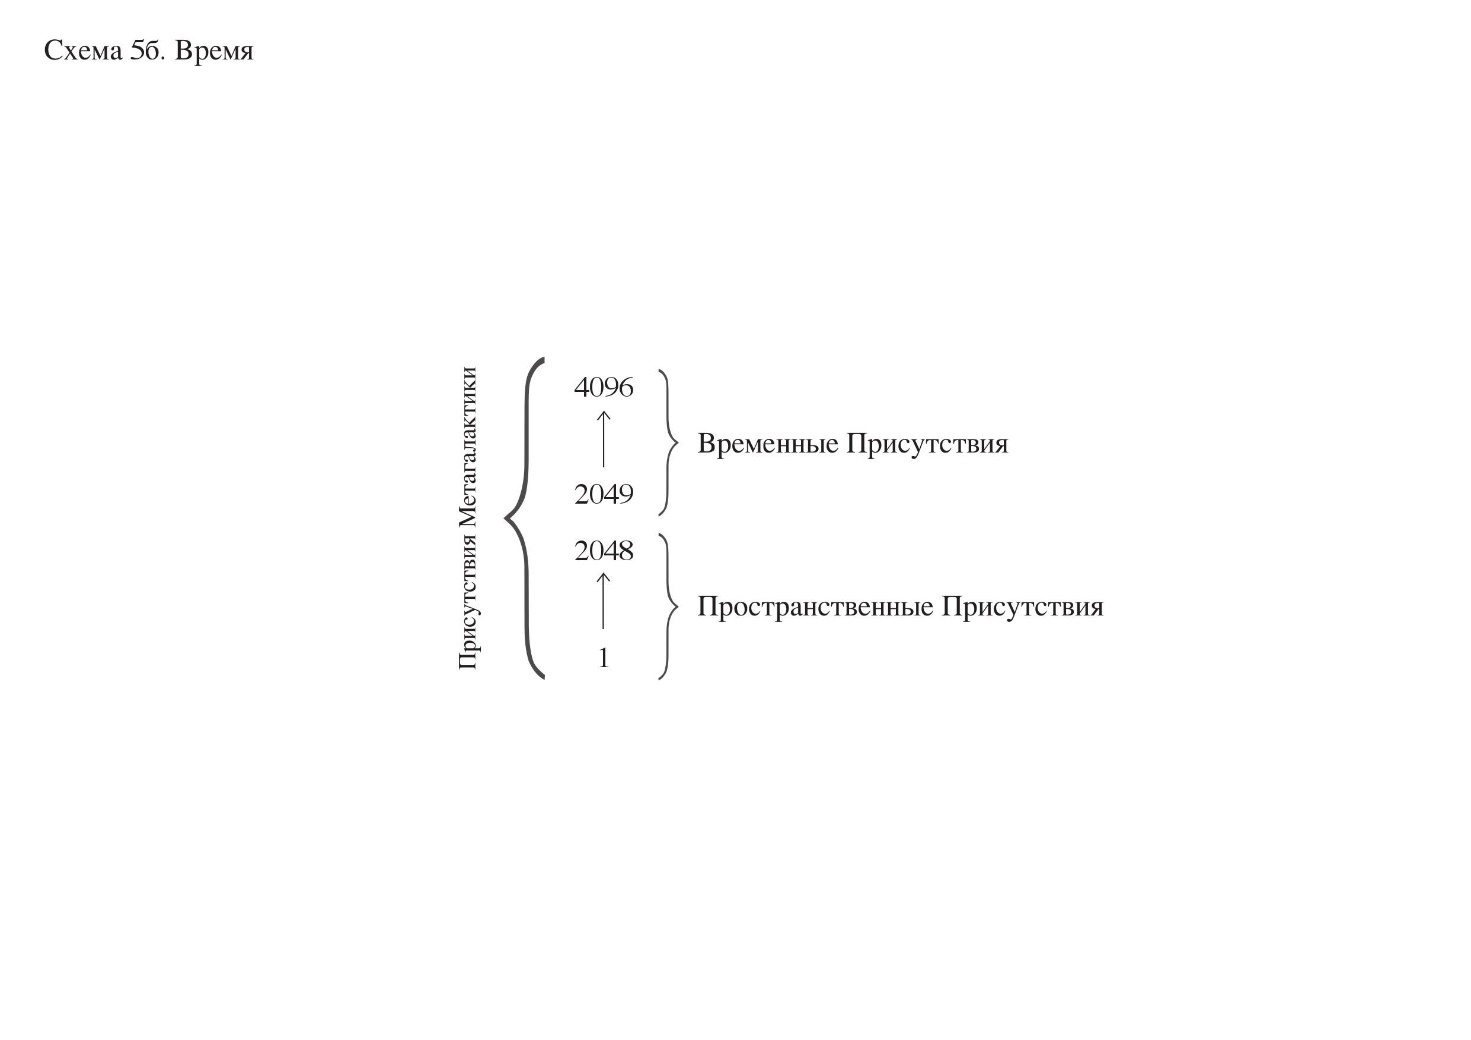 Схема 5б. Время
Присутствия Метагалактики
4096
Временные Присутствия
2049
2048
Пространственные Присутствия
1